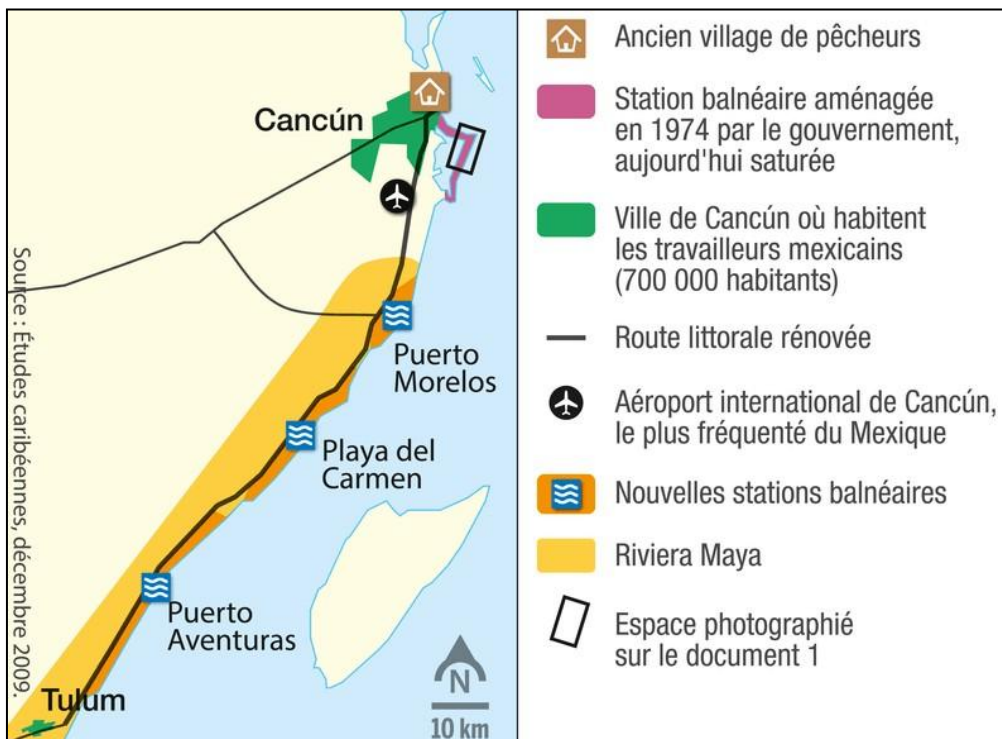 Cancún
Puerto
Morelos
Playa del
Carmen
Puerto
Aventuras
Tulum
N
10 km
Source : Études caribéennes, décembre 2009.
Ancien village de pêcheurs
Station balnéaire aménagée
en 1974 par le gouvernement,
aujourd'hui saturée
Ville de Cancún où habitent
les travailleurs mexicains
(700 000 habitants)
Route littorale rénovée
Aéroport international de Cancún,
le plus fréquenté du Mexique
Nouvelles stations balnéaires
Riviera Maya
Espace photographié
sur le document 1